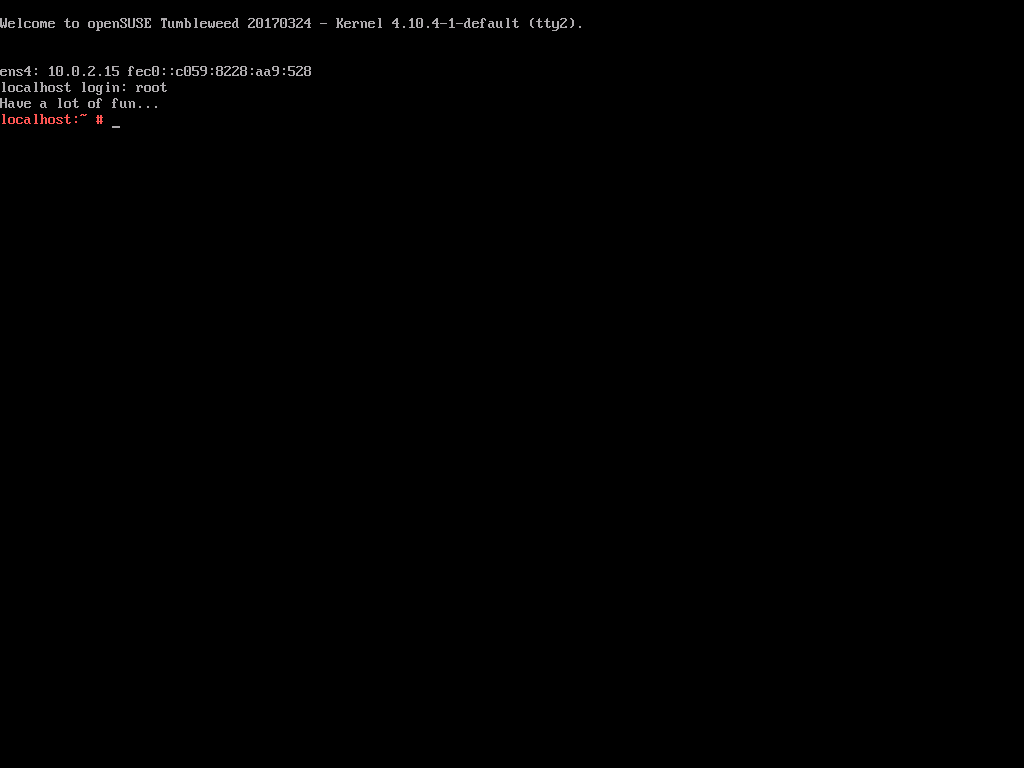 Welcome to openSUSE Tumbleweed 20170324 - Kernel 4.10.4-1-default (tty2).
ens4: 10.0.2.15 fec0::c059:8228:aa9:528
localhost login: root
Have a lot of fun...
localhost:~ # _